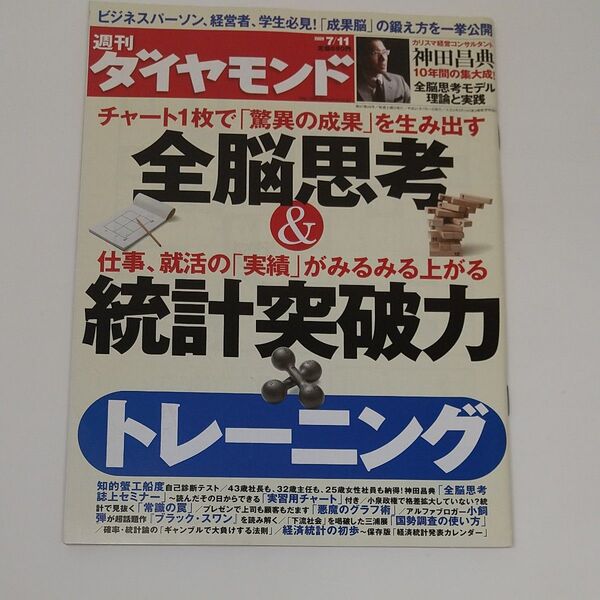 ビジネスパーソン、経営者、学生必見!「成果脳」の鍛え方を一挙公開
週刊
ダイヤモンド
2009 7/11
カリスマ経営コンサルタント
神田昌典
10年間の集大成!
全脳思考モデル
理論と実践
チャート1枚で「驚異の成果」を生み出す
全脳思考
&
仕事、就活の「実績」がみるみる上がる
統計突破力
トレーニング
知的蟹工船度自己診断テスト/43歳社長も、32歳主任も、25歳女性社員も納得!神田昌典「全脳思考
誌上セミナー」~読んだその日からできる「実習用チャート」付き/小泉政権で格差拡大していない?統
計で見抜く「常識の罠」/プレゼンで上司も顧客もだます「悪魔のグラフ術」/アルファブロガー小飼
弾が超話題作「ブラック・スワン」を読み解く/「下流社会」を喝破した三浦展「国勢調査の使い方」
/確率・統計論の「ギャンブルで大負けする法則」/経済統計の初歩~保存版「経済統計発表カレンダー」